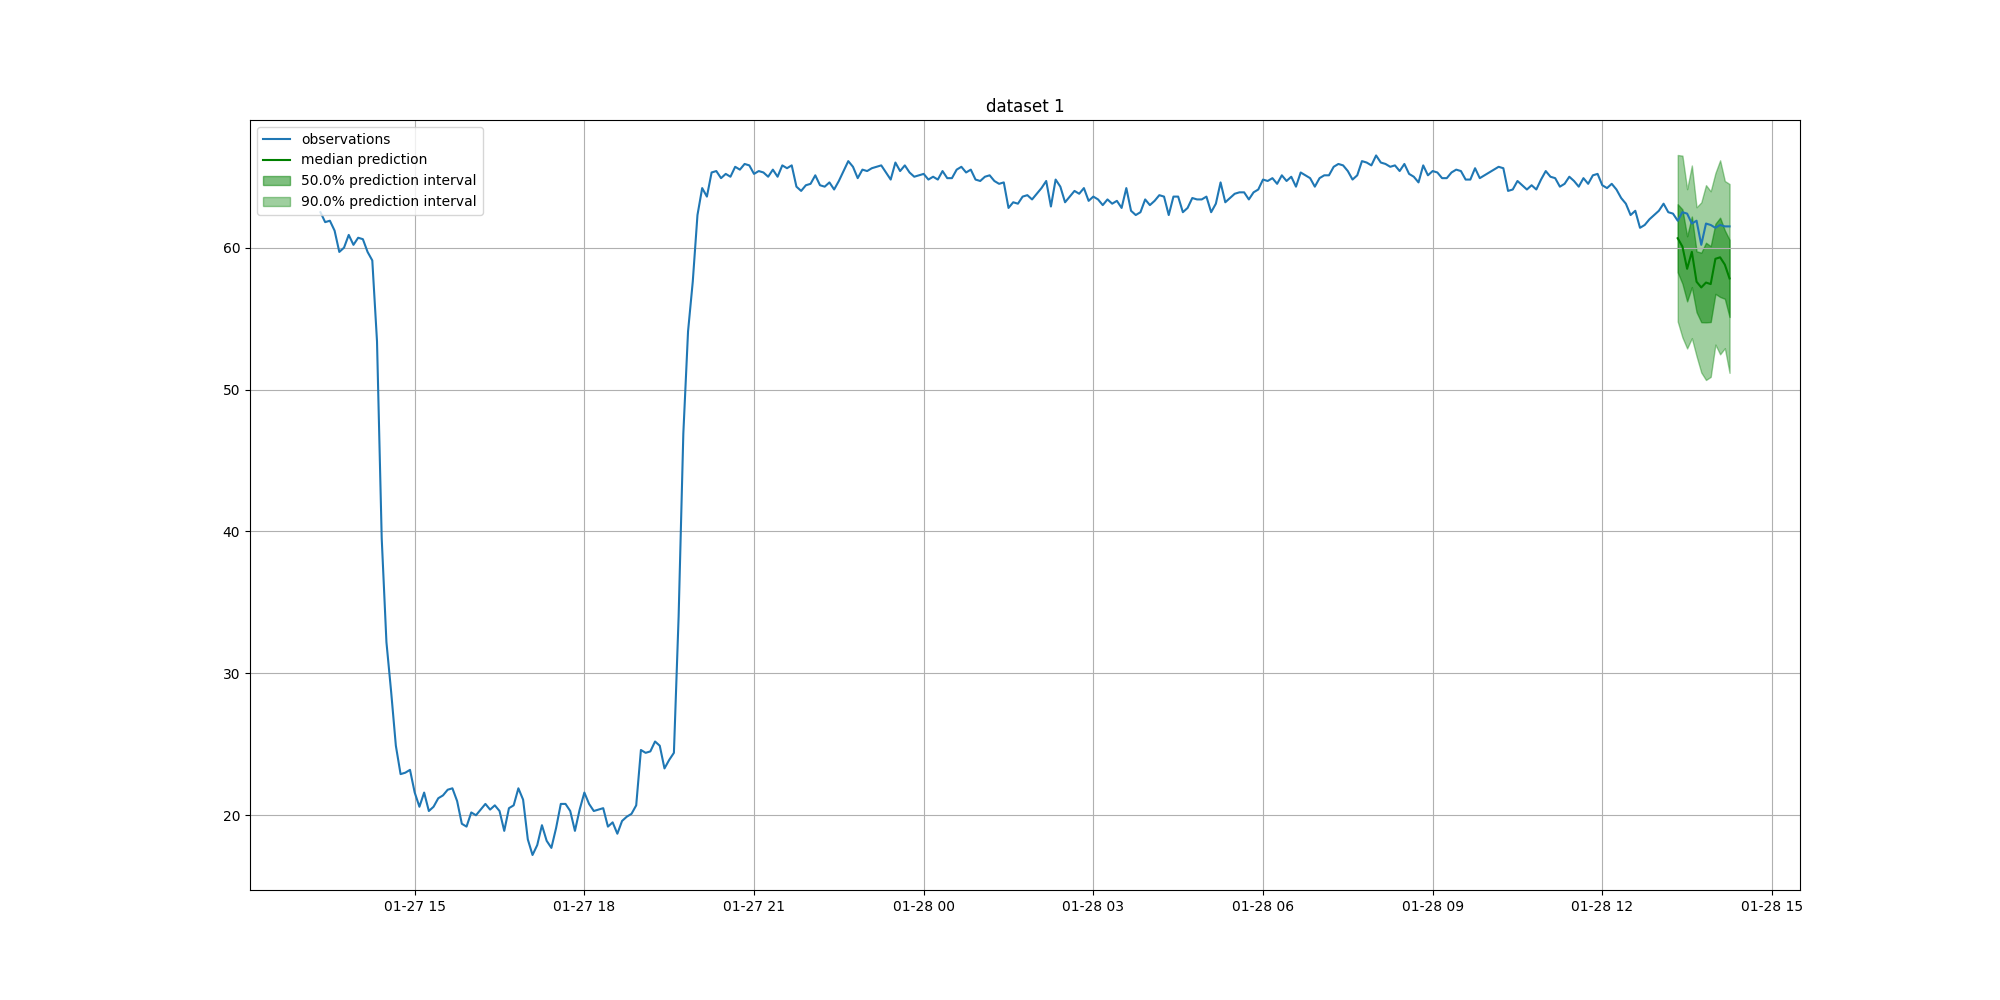 dataset 1
observations
median prediction
50.0% prediction interval
90.0% prediction interval
60
50
40
30
20
01-27 15
01-27 18
01-27 21
01-28 00
01-28 03
01-28 06
01-28 09
01-28 12
01-28 15